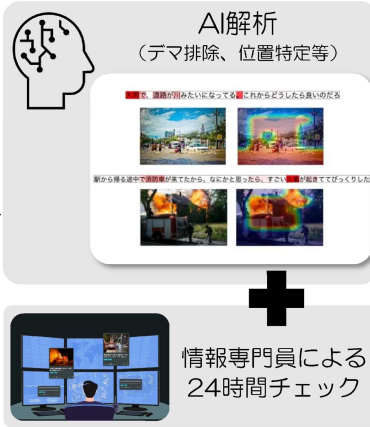 AI解析
(デマ排除、位置特定等)
大雨で、道路が川みたいになってる。これからどうしたら良いのだろ
駅から帰る途中で消防車が来てたから、なにかと思ったら、すごい火事が起きててびっくりした
情報専門員による
24時間チェック